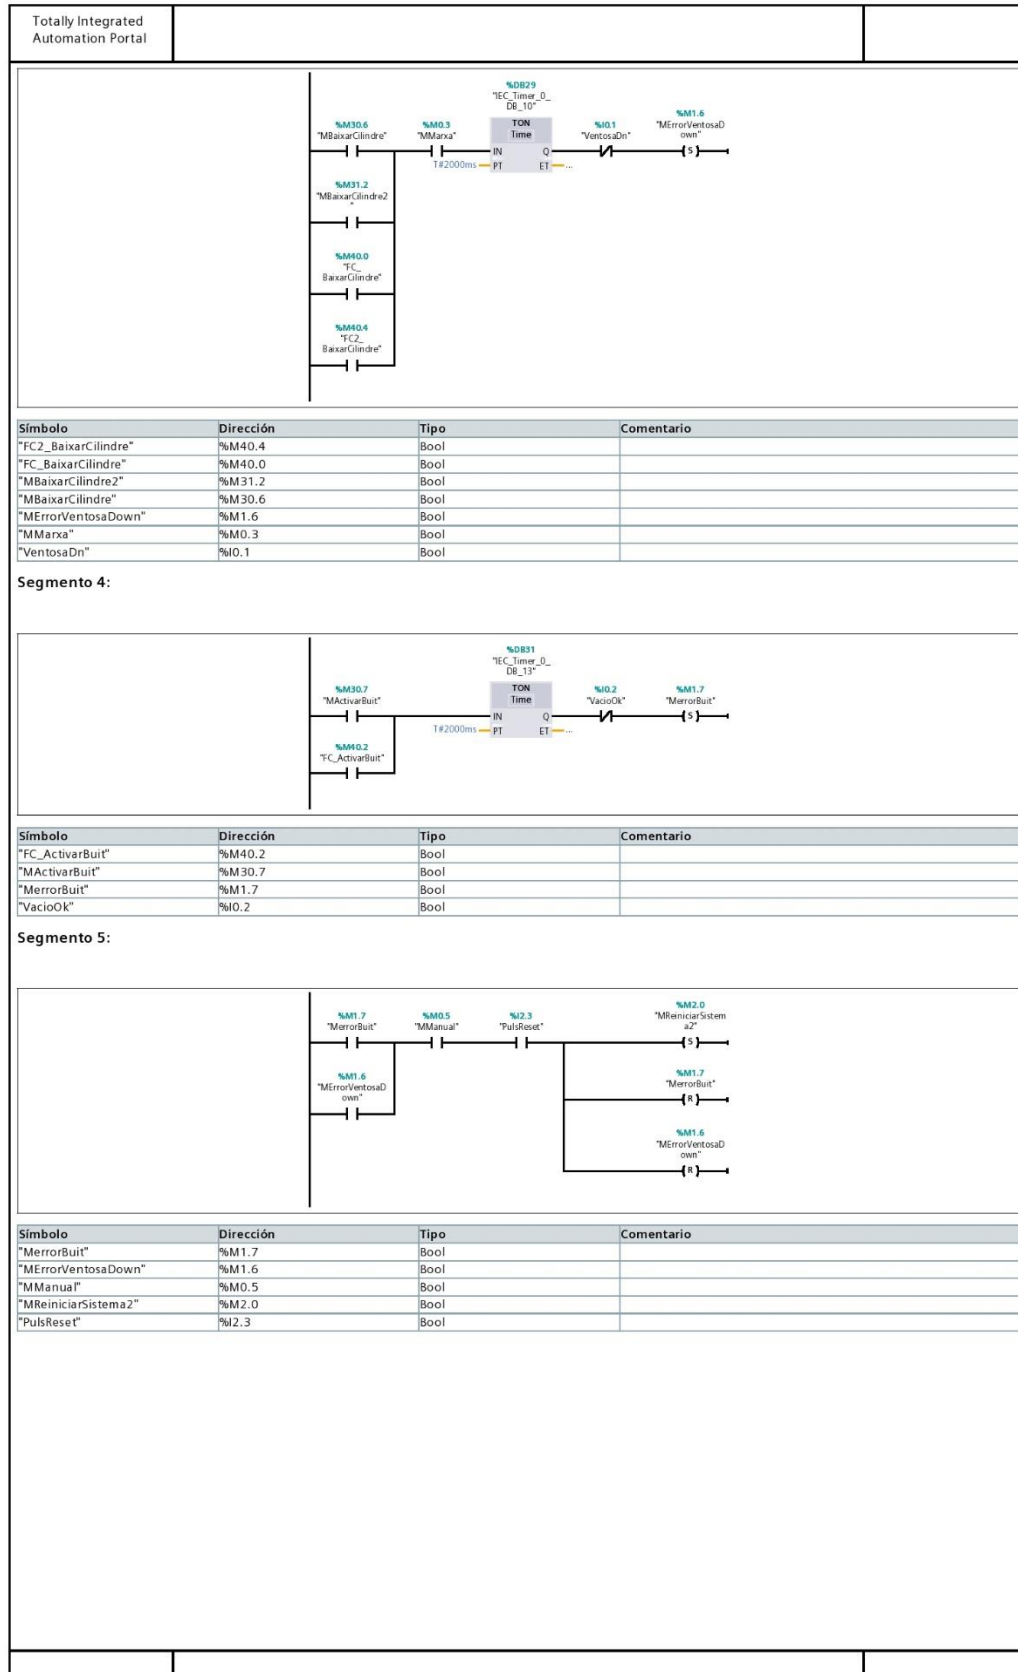 Totally Integrated
Automation Portal
%DB29
"IEC_Timer_0_
DB_10"
%M30.6
"MBaixarCilindre"
%M0.3
"MMarxa"
TON
Time
%I0.1
"VentosaDn"
%M1.6
"MErrorVentosaD
own"
IN
Q
S
T#2000ms
PT
ET
...
%M31.2
"MBaixarCilindre2
"
%M40.0
"FC_
BaixarCilindre"
%M40.4
"FC2_
BaixarCilindre"
Símbolo Dirección Tipo Comentario
"FC2_BaixarCilindre" %M40.4 Bool
"FC_BaixarCilindre" %M40.0 Bool
"MBaixarCilindre2" %M31.2 Bool
"MBaixarCilindre" %M30.6 Bool
"MErrorVentosaDown" %M1.6 Bool
"MMarxa" %M0.3 Bool
"VentosaDn" %I0.1 Bool
Segmento 4:
%DB31
"IEC_Timer_0_
DB_13"
%M30.7
"MActivarBuit"
TON
Time
%I0.2
"VacioOk"
%M1.7
"MerrorBuit"
IN
Q
S
T#2000ms
PT
ET
...
%M40.2
"FC_ActivarBuit"
Símbolo Dirección Tipo Comentario
"FC_ActivarBuit" %M40.2 Bool
"MActivarBuit" %M30.7 Bool
"MerrorBuit" %M1.7 Bool
"VacioOk" %I0.2 Bool
Segmento 5:
%M1.7
"MerrorBuit"
%M0.5
"MManual"
%I2.3
"PulsReset"
%M2.0
"MReiniciarSistem
a2"
S
%M1.6
"MErrorVentosaD
own"
%M1.7
"MerrorBuit"
R
%M1.6
"MErrorVentosaD
own"
R
Símbolo Dirección Tipo Comentario
"MerrorBuit" %M1.7 Bool
"MErrorVentosaDown" %M1.6 Bool
"MManual" %M0.5 Bool
"MReiniciarSistema2" %M2.0 Bool
"PulsReset" %I2.3 Bool